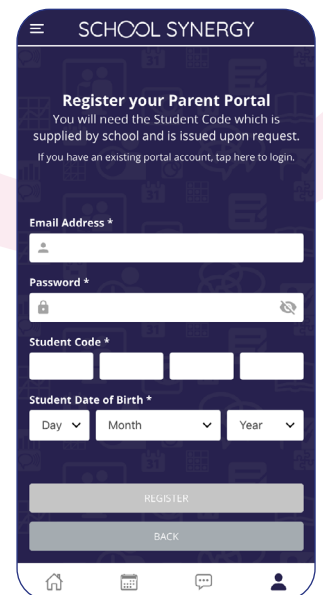 SCHOOL SYNERGY
Register your Parent Portal
You will need the Student Code which is
supplied by school and is issued upon request.
If you have an existing portal account, tap here to login.
Email Address *
Password *
Student Code *
Student Date of Birth *
Day Month Year
REGISTER
BACK